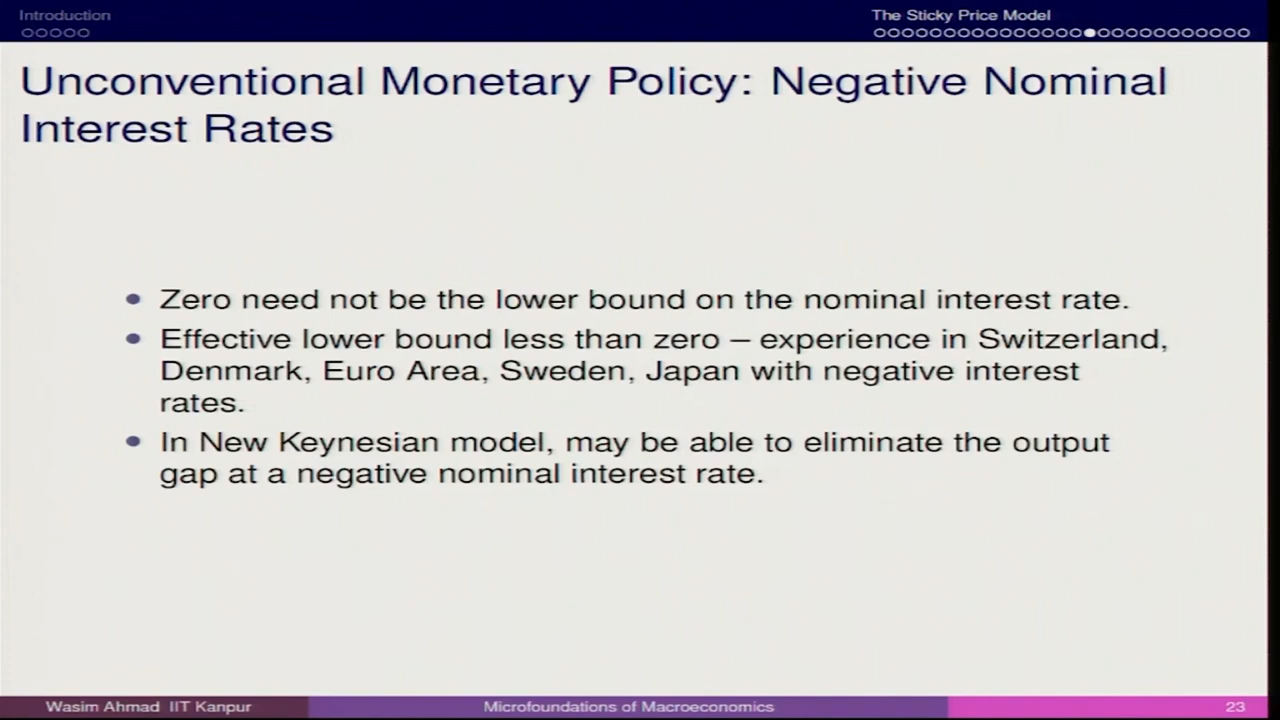 Introduction
The Sticky Price Model
Unconventional Monetary Policy: Negative Nominal
Interest Rates
Zero need not be the lower bound on the nominal interest rate.
Effective lower bound less than zero – experience in Switzerland,
Denmark, Euro Area, Sweden, Japan with negative interest
rates.
In New Keynesian model, may be able to eliminate the output
gap at a negative nominal interest rate.
Wasim Ahmad IIT Kanpur
Microfoundations of Macroeconomics
23